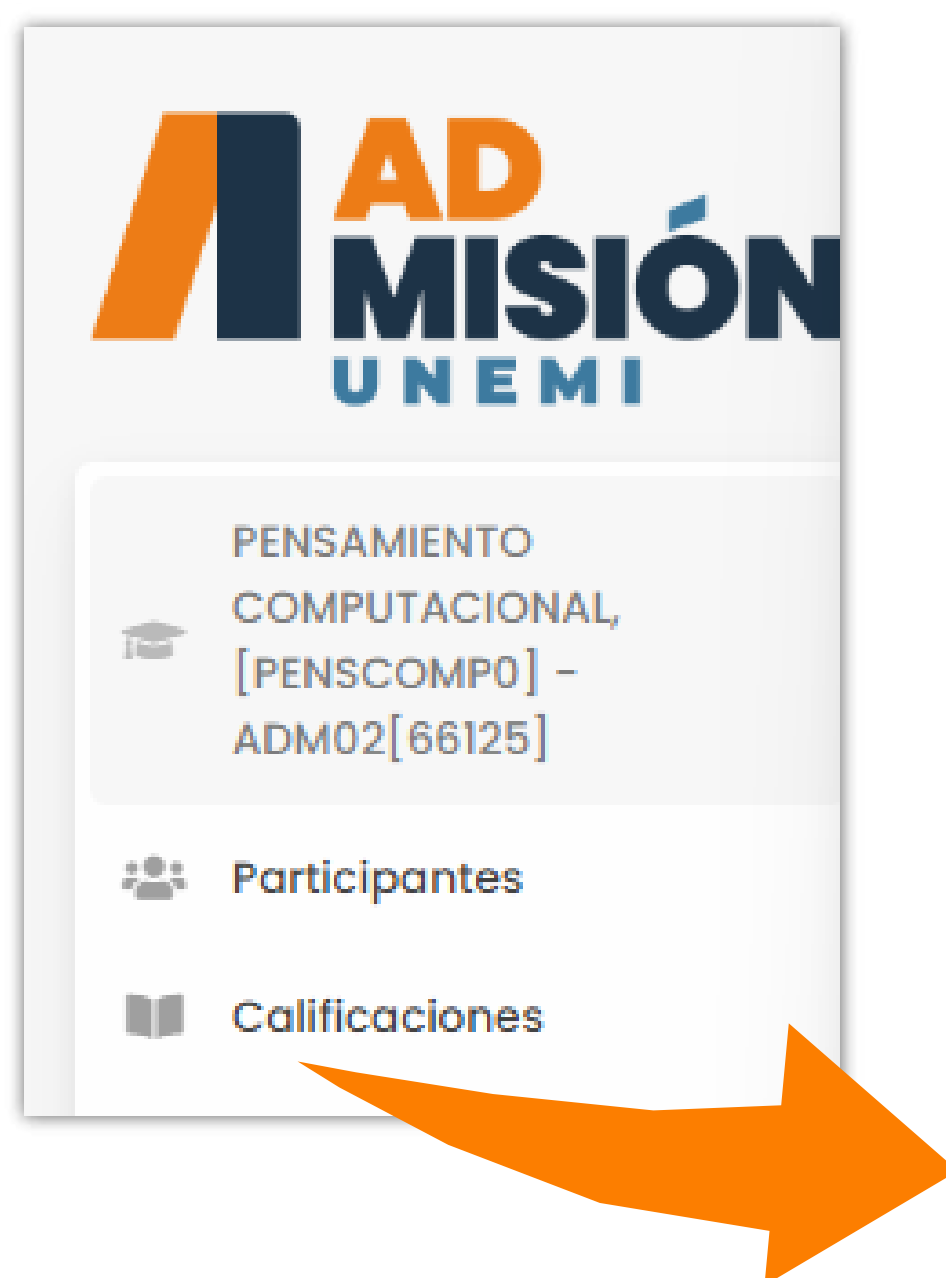 AD
MISIÓN
UNEMI
PENSAMIENTO
COMPUTACIONAL,
[PENSCOMP0] -
ADM02[66125]
Participantes
Calificaciones